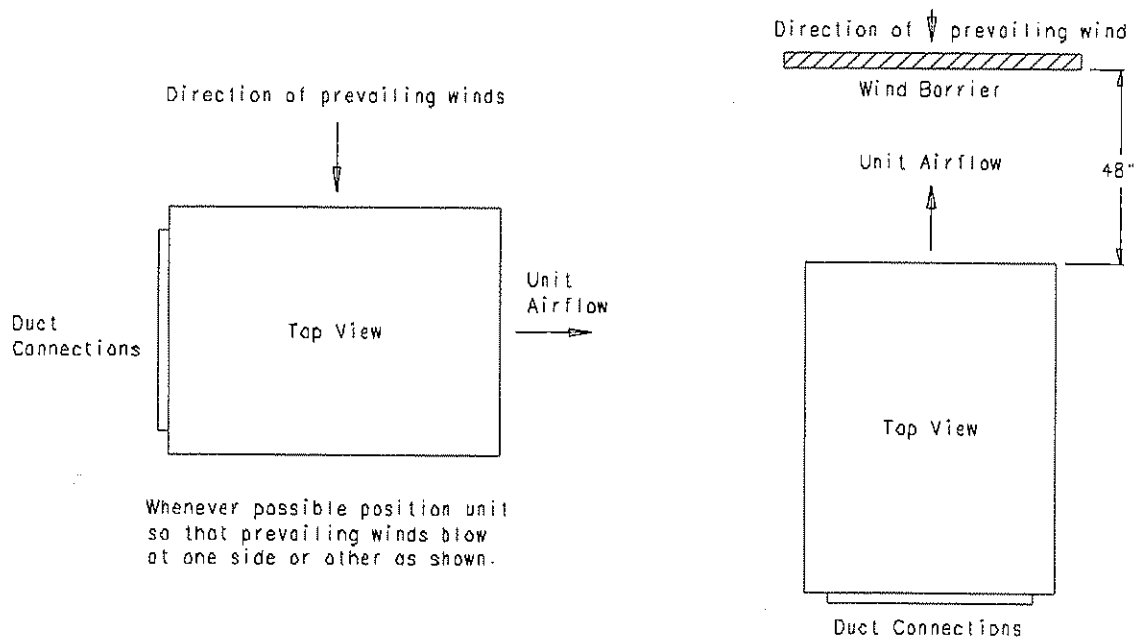 Direction of prevailing winds
Duct
Connections
Top View
Unit
Airflow
Whenever possible position unit
so that prevailing winds blow
at one side or other as shown.
Direction of prevailing wind
Wind Barrier
Unit Airflow
48"
Top View
Duct Connections